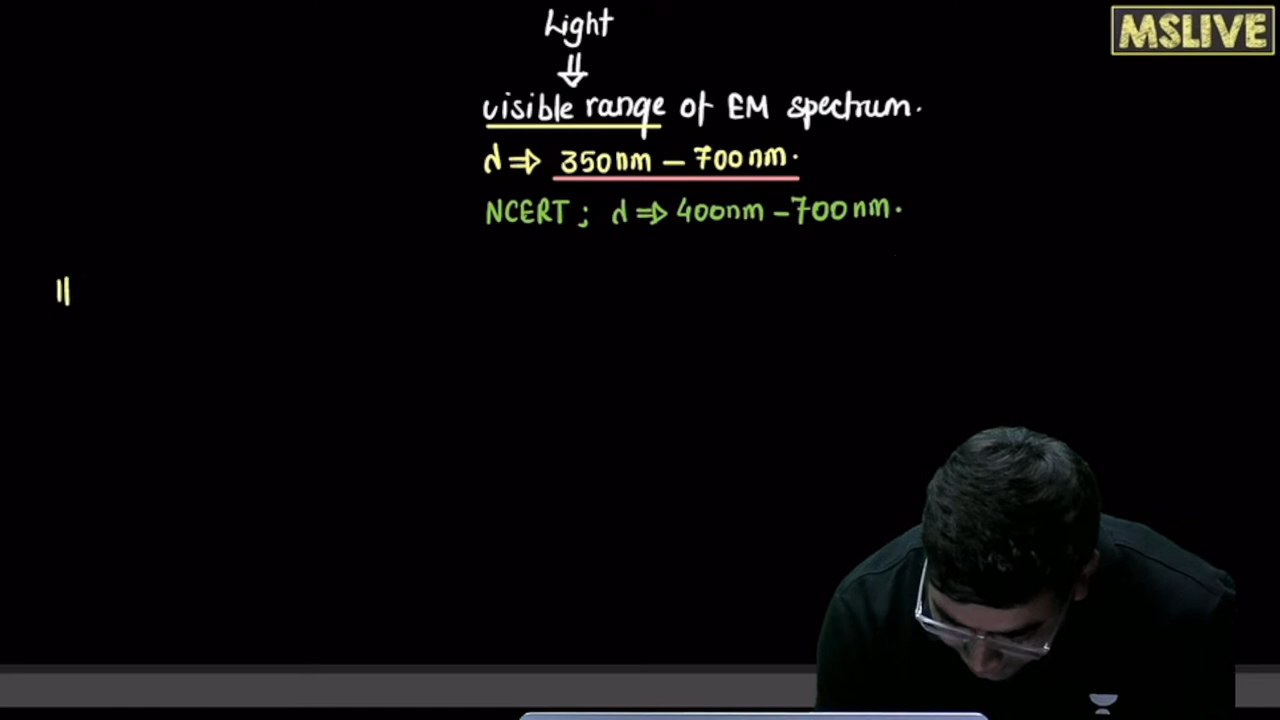 MSLIVE
Light
⇓
visible range of EM spectrum.
λ ⇒ 350nm – 700nm.
NCERT ; λ ⇒ 400nm – 700nm.